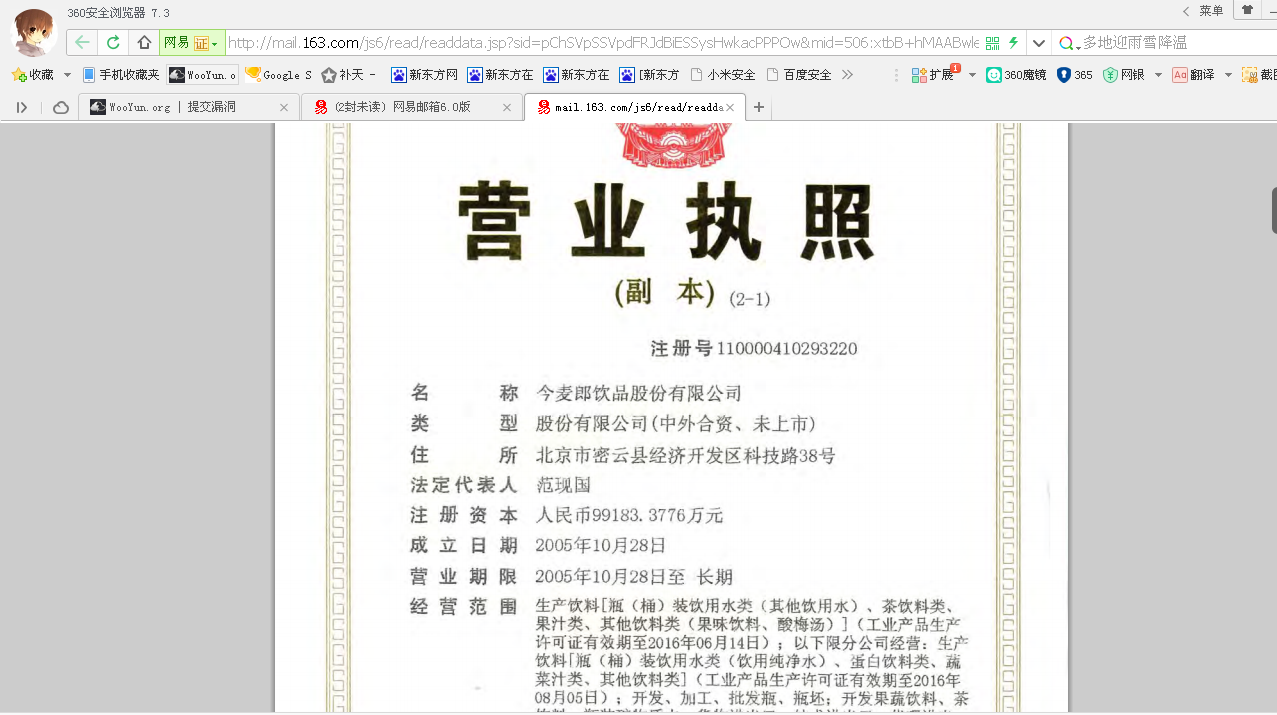 360安全浏览器 7.3
菜单
网易 证
http://mail.163.com/js6/read/readdata.jsp?sid=pChSVpSSVpdFRJdBiESSysHwLacPPPOw&mid=506:xtbB+hMAABwle
多地迎雨雪降温
收藏 手机收藏夹 WooYun.o Google S 补天 - 新东方网 新东方在 新东方在 [新东方 小米安全 百度安全 扩展 1 360魔镜 365 网银 Aa 翻译 截图
WooYun.org | 提交漏洞
(2封未读) 网易邮箱6.0版
mail.163.com/js6/read/readda
营业执照
(副 本) (2-1)
注册号110000410293220
名称 今麦郎饮品股份有限公司
类型 股份有限公司(中外合资、未上市)
住所 北京市密云县经济开发区科技路38号
法定代表人 范现国
注册资本 人民币99183.3776万元
成立日期 2005年10月28日
营业期限 2005年10月28日至 长期
经营范围 生产饮料[瓶（桶）装饮用水类（其他饮用水）、茶饮料类、
果汁类、其他饮料类（果味饮料、酸梅汤）]（工业产品生产
许可证有效期至2016年06月14日）；以下限分公司经营：生产
饮料[瓶（桶）装饮用水类（饮用纯净水）、蛋白饮料类、蔬
菜汁类、其他饮料类]（工业产品生产许可证有效期至2016年
08月05日）；开发、加工、批发瓶、瓶坯；开发果蔬饮料、茶